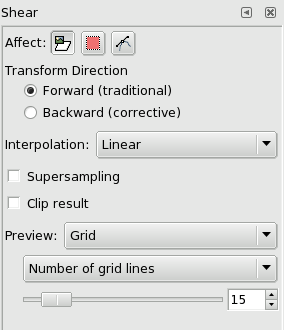 Shear
Affect:
Transform Direction
Forward (traditional)
Backward (corrective)
Interpolation: Linear
Supersampling
Clip result
Preview: Grid
Number of grid lines
15